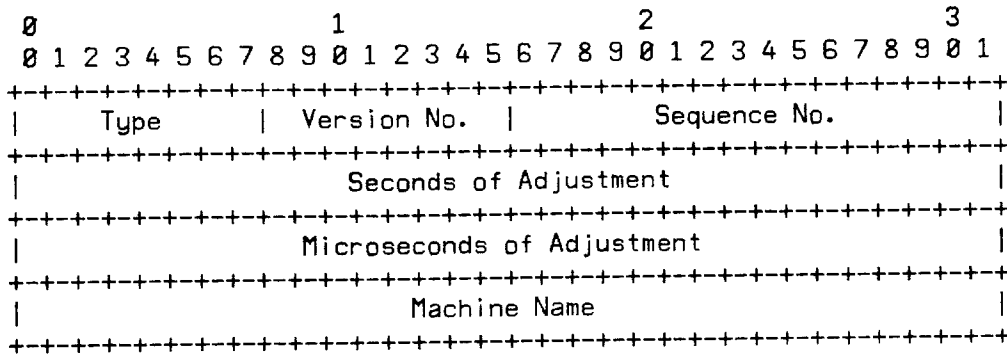 0                   1                   2                   3
0 1 2 3 4 5 6 7 8 9 0 1 2 3 4 5 6 7 8 9 0 1 2 3 4 5 6 7 8 9 0 1
+-+-+-+-+-+-+-+-+-+-+-+-+-+-+-+-+-+-+-+-+-+-+-+-+-+-+-+-+-+-+-+-+
| Type | Version No. | Sequence No. |
+-+-+-+-+-+-+-+-+-+-+-+-+-+-+-+-+-+-+-+-+-+-+-+-+-+-+-+-+-+-+-+-+
| Seconds of Adjustment |
+-+-+-+-+-+-+-+-+-+-+-+-+-+-+-+-+-+-+-+-+-+-+-+-+-+-+-+-+-+-+-+-+
| Microseconds of Adjustment |
+-+-+-+-+-+-+-+-+-+-+-+-+-+-+-+-+-+-+-+-+-+-+-+-+-+-+-+-+-+-+-+-+
| Machine Name |
+-+-+-+-+-+-+-+-+-+-+-+-+-+-+-+-+-+-+-+-+-+-+-+-+-+-+-+-+-+-+-+-+